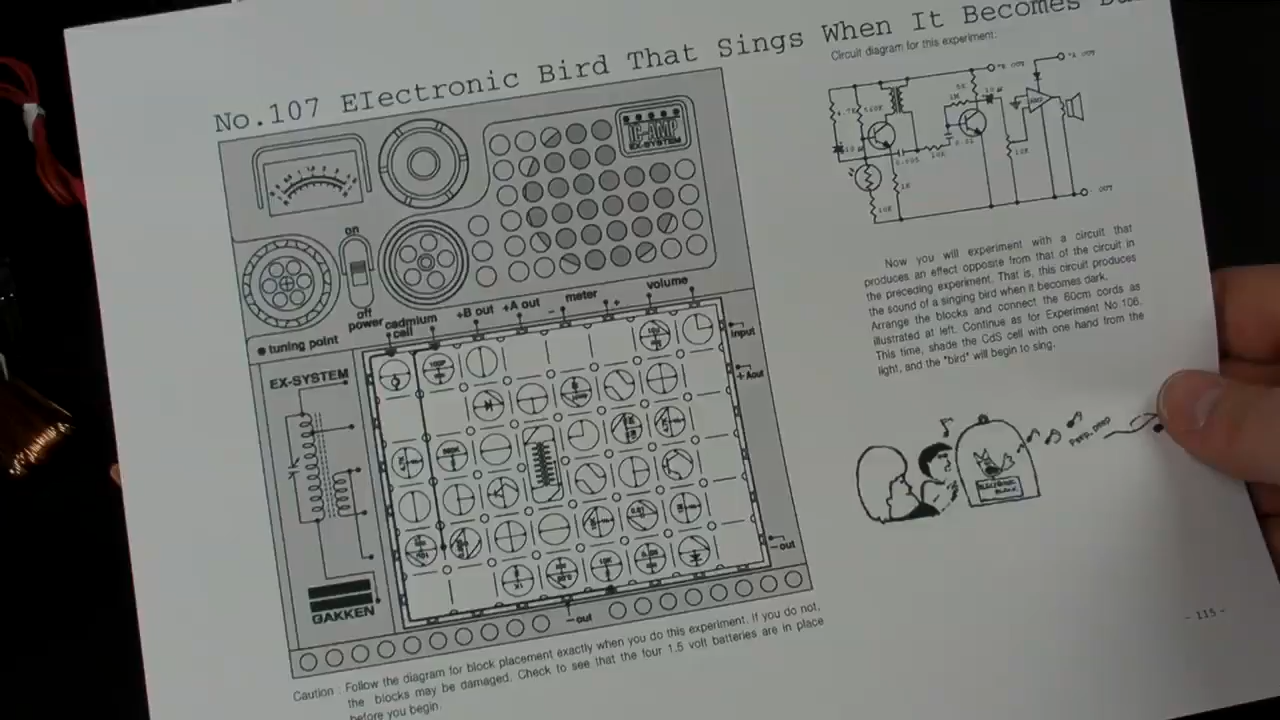 No.107 Electronic Bird That Sings When It Becomes
Circuit diagram for this experiment:
IC-AMP
EX-SYSTEM
on
off
power
cadmium
cell
+B out
+A out
- meter +
volume
tuning point
input
+Aout
EX-SYSTEM
GAKKEN
-out
-out
Now you will experiment with a circuit that
produces an effect opposite from that of the circuit in
the preceding experiment. That is, this circuit produces
the sound of a singing bird when it becomes dark.
Arrange the blocks and connect the 60cm cords as
illustrated at left. Continue as for Experiment No 106.
This time, shade the CdS cell with one hand from the
light, and the "bird" will begin to sing.
Caution : Follow the diagram for block placement exactly when you do this experiment. If you do not,
the blocks may be damaged. Check to see that the four 1.5 volt batteries are in place
before you begin.
- 115 -